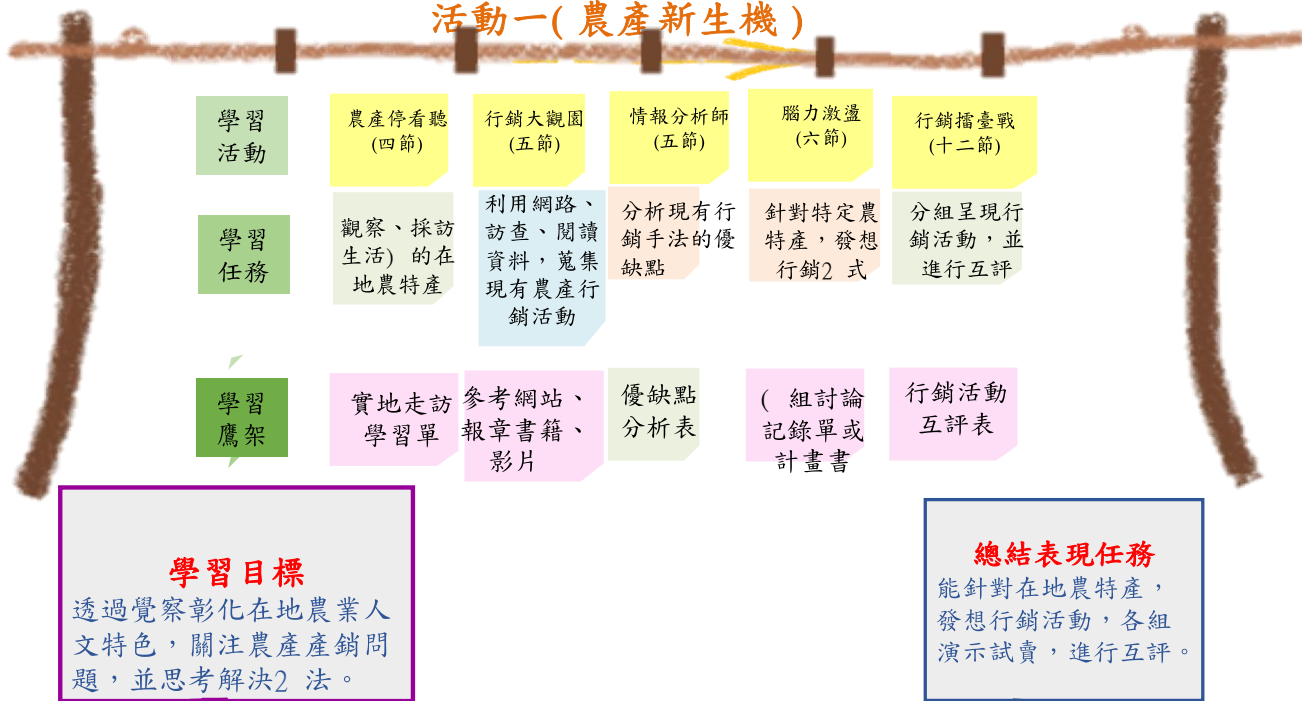 活動一( 農產新生機 )
學習
活動
農產停看聽
(四節)
行銷大觀園
(五節)
情報分析師
(五節)
腦力激盪
(六節)
行銷擂臺戰
(十二節)
學習
任務
觀察、採訪
生活) 的在
地農特產
利用網路、
訪查、閱讀
資料，蒐集
現有農產行
銷活動
分析現有行
銷手法的優
缺點
針對特定農
特產，發想
行銷2 式
分組呈現行
銷活動，並
進行互評
學習
鷹架
實地走訪
學習單
參考網站、
報章書籍、
影片
優缺點
分析表
( 組討論
記錄單或
計畫書
行銷活動
互評表
學習目標
透過覺察彰化在地農業人
文特色，關注農產產銷問
題，並思考解決2 法。
總結表現任務
能針對在地農特產，
發想行銷活動，各組
演示試賣，進行互評。